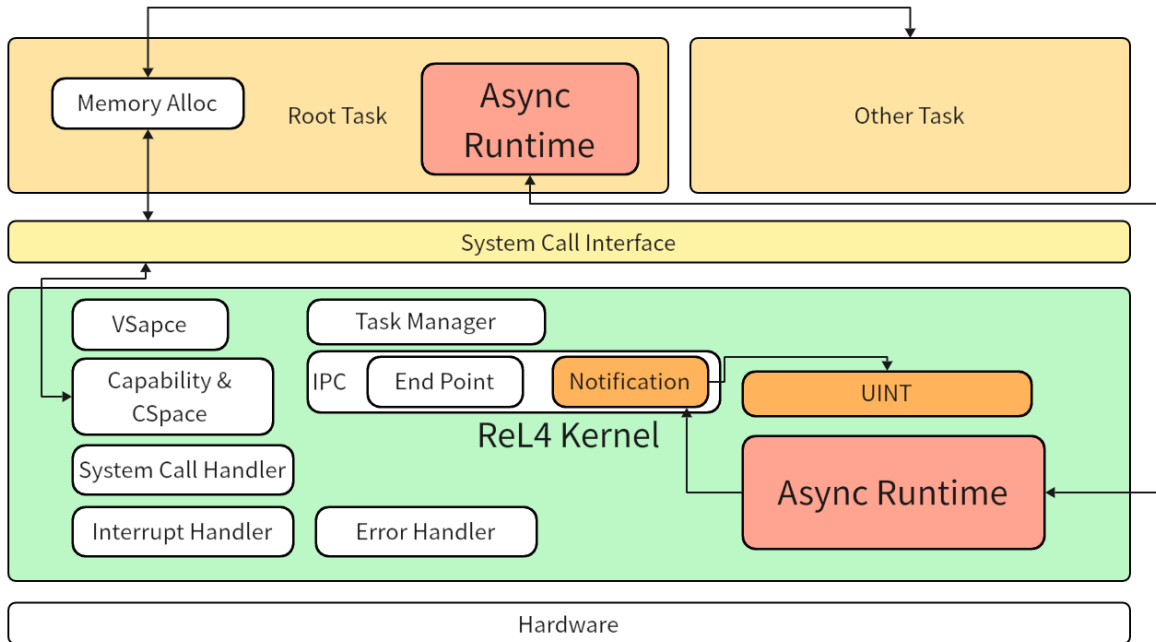 Memory Alloc
Root Task
Async
Runtime
Other Task
System Call Interface
VSapce
Task Manager
Capability &
CSpace
IPC
End Point
Notification
UINT
ReL4 Kernel
System Call Handler
Async Runtime
Interrupt Handler
Error Handler
Hardware